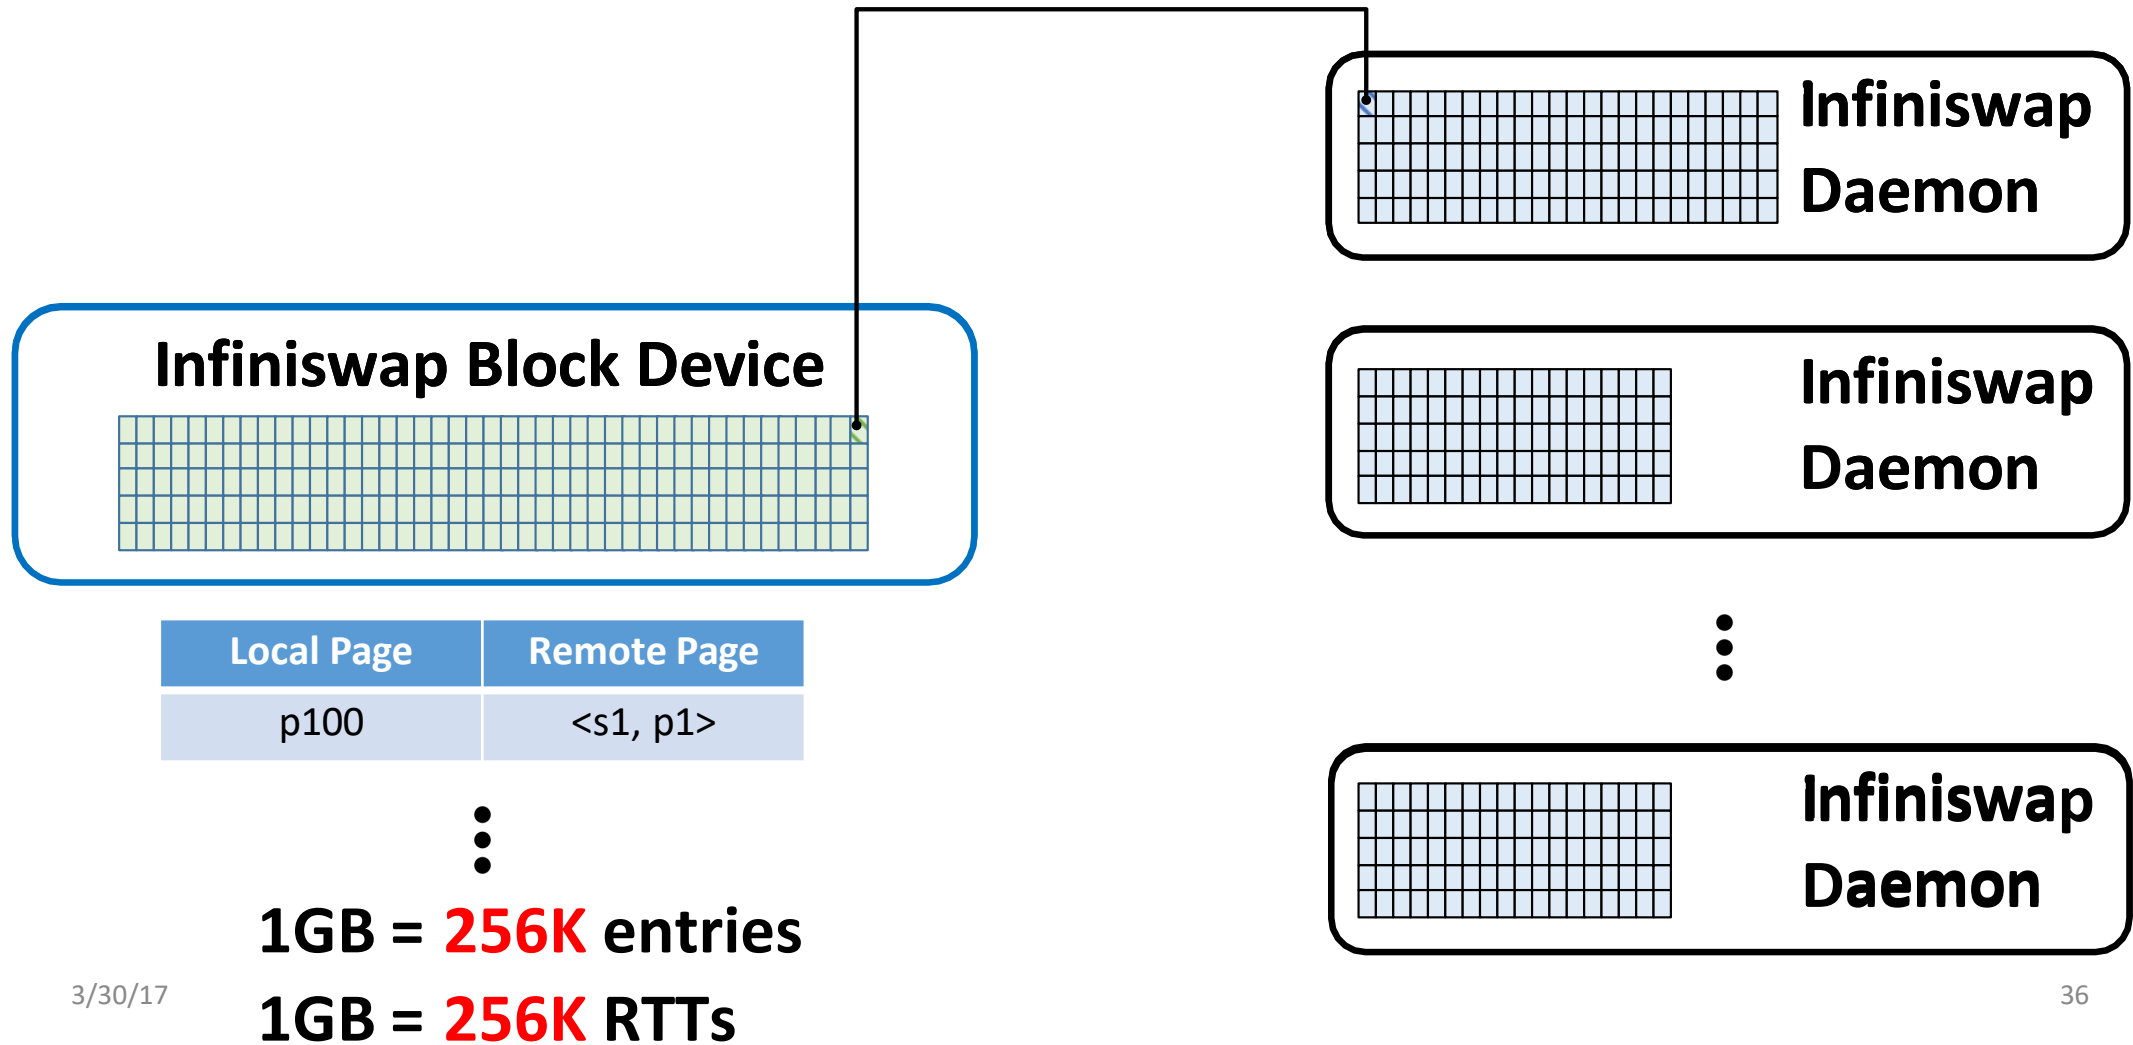 Infiniswap
Daemon
Infiniswap Block Device
Infiniswap
Daemon
Local Page Remote Page
p100 <s1, p1>
Infiniswap
Daemon
1GB = 256K entries
1GB = 256K RTTs
3/30/17
36